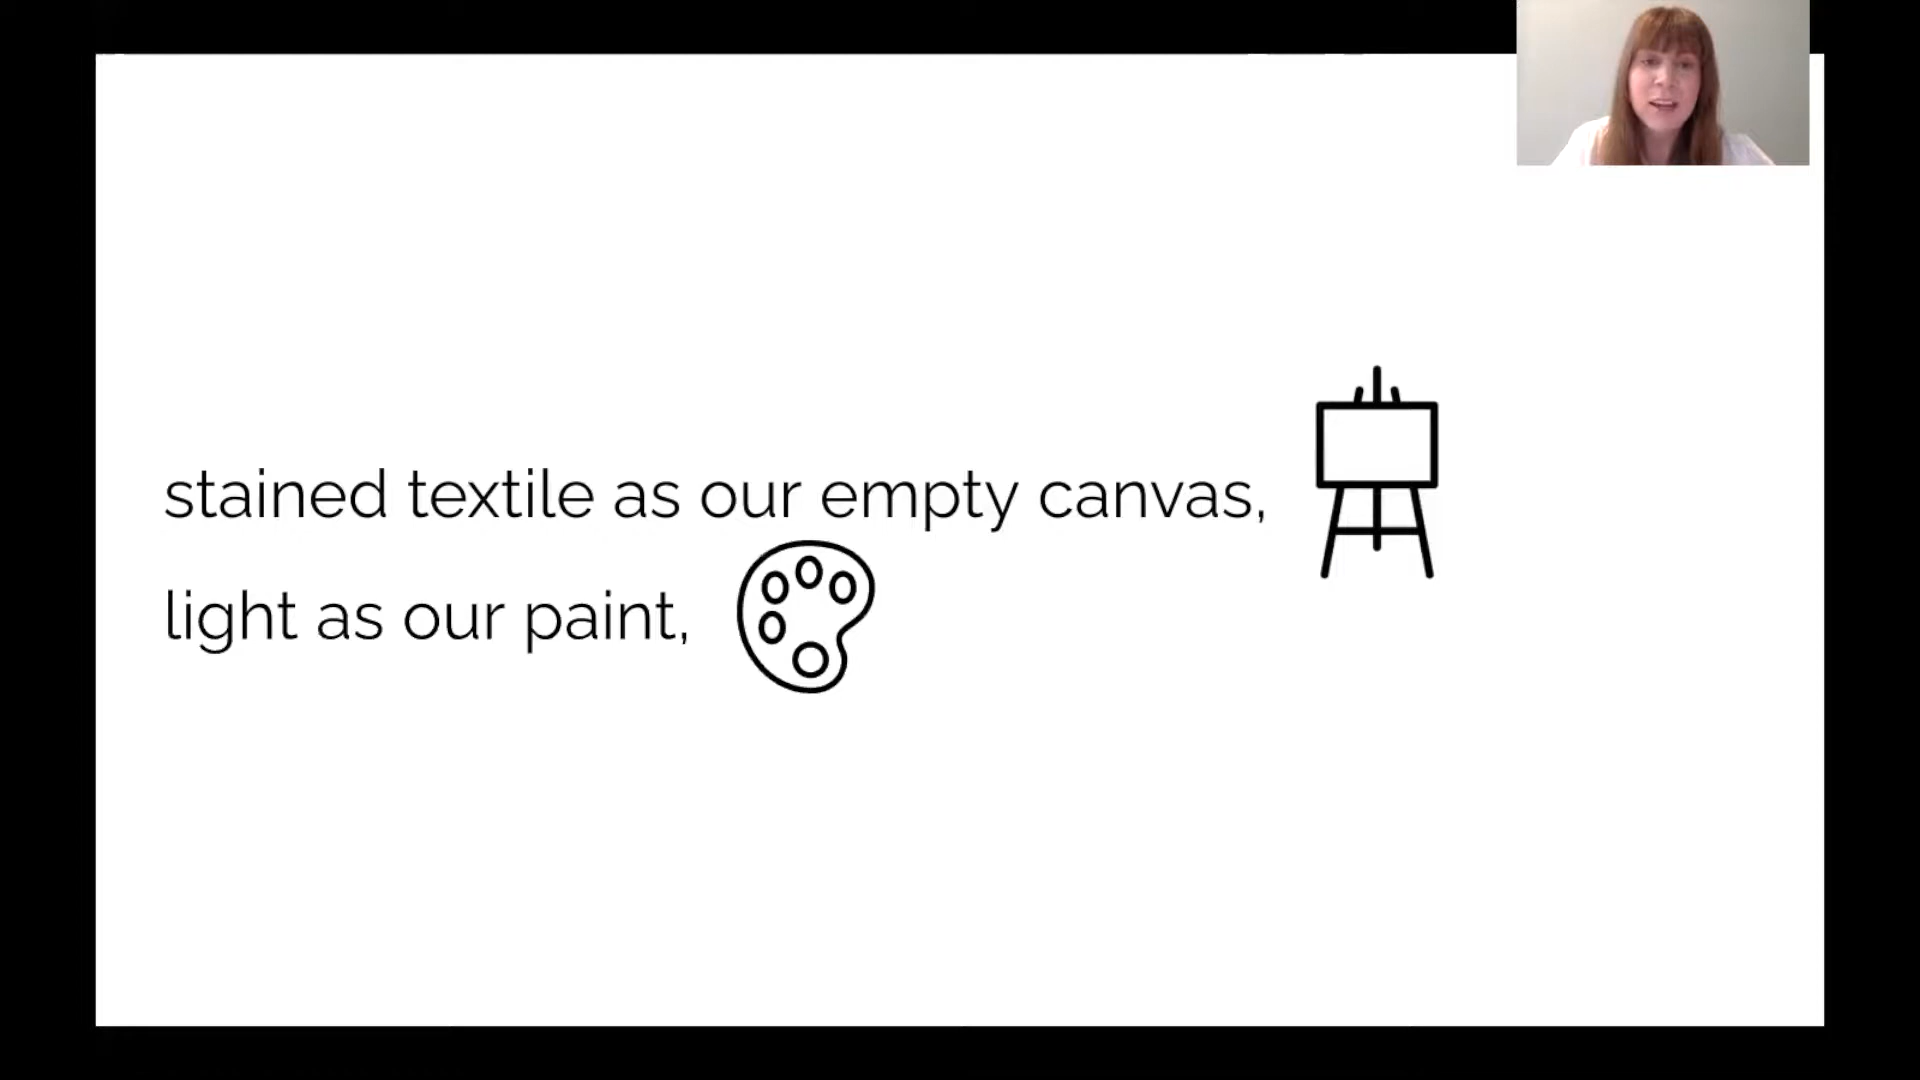 stained textile as our empty canvas,
light as our paint,